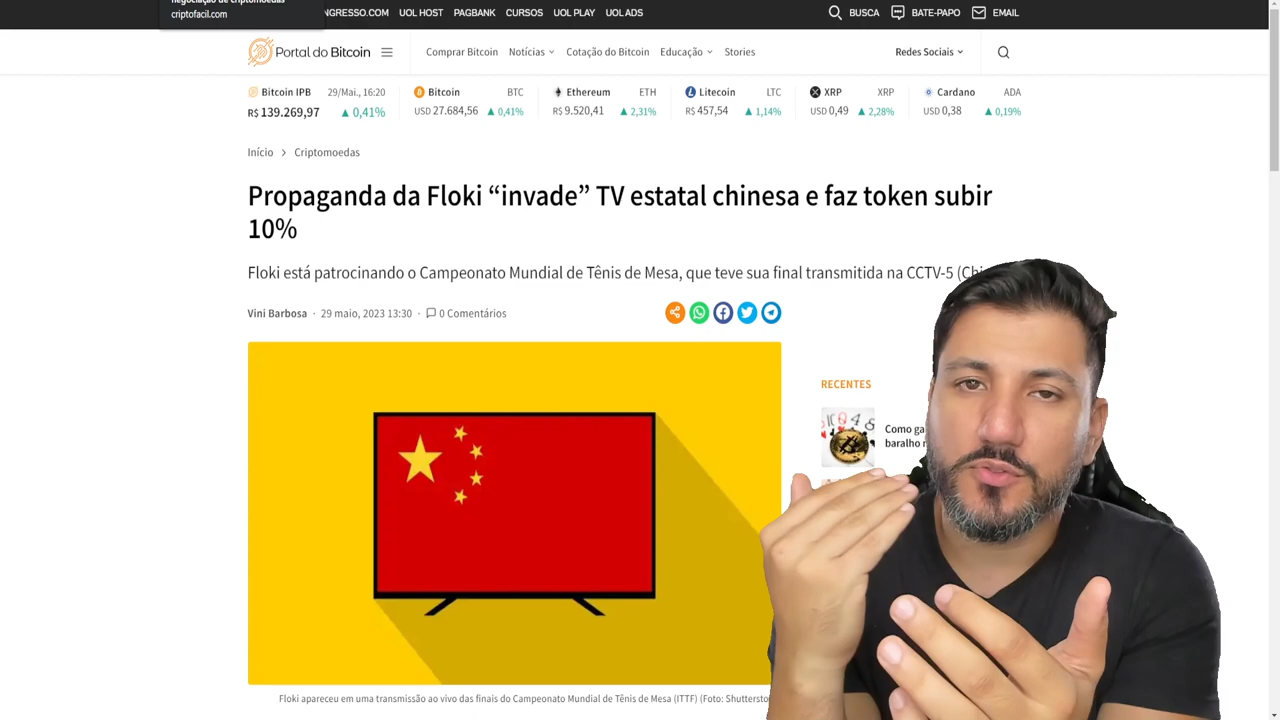 negociação de criptomoedas
criptofacil.com
NGRESSO.COM UOL HOST PAGBANK CURSOS UOL PLAY UOL ADS BUSCA BATE-PAPO EMAIL
Portal do Bitcoin Comprar Bitcoin Notícias Cotação do Bitcoin Educação Stories Redes Sociais
Bitcoin IPB 29/Mai., 16:20 Bitcoin BTC Ethereum ETH Litecoin LTC XRP XRP Cardano ADA
R$ 139.269,97 ▲ 0,41% USD 27.684,56 ▲ 0,41% R$ 9.520,41 ▲ 2,31% R$ 457,54 ▲ 1,14% USD 0,49 ▲ 2,28% USD 0,38 ▲ 0,19%
Início > Criptomoedas
Propaganda da Floki “invade” TV estatal chinesa e faz token subir
10%
Floki está patrocinando o Campeonato Mundial de Tênis de Mesa, que teve sua final transmitida na CCTV-5
Vini Barbosa · 29 maio, 2023 13:30 · 0 Comentários
RECENTES
Como
baralho
Floki apareceu em uma transmissão ao vivo das finais do Campeonato Mundial de Tênis de Mesa (ITTF) (Foto: